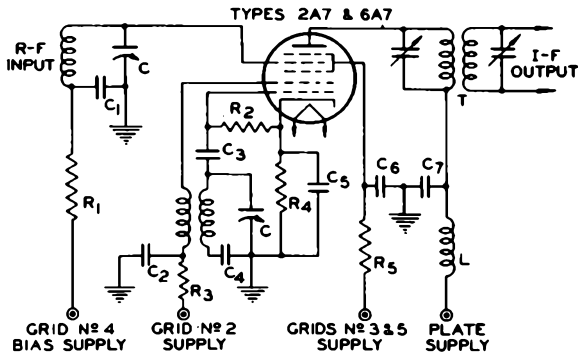 TYPES 2A7 & 6A7
R-F
INPUT
C
C1
I-F
OUTPUT
T
R2
C3
R1
R4
C5
C6
C7
C
C2
C4
R3
R5
L
GRID Nº 4
BIAS SUPPLY
GRID Nº 2
SUPPLY
GRIDS Nº 3 & 5
SUPPLY
PLATE
SUPPLY